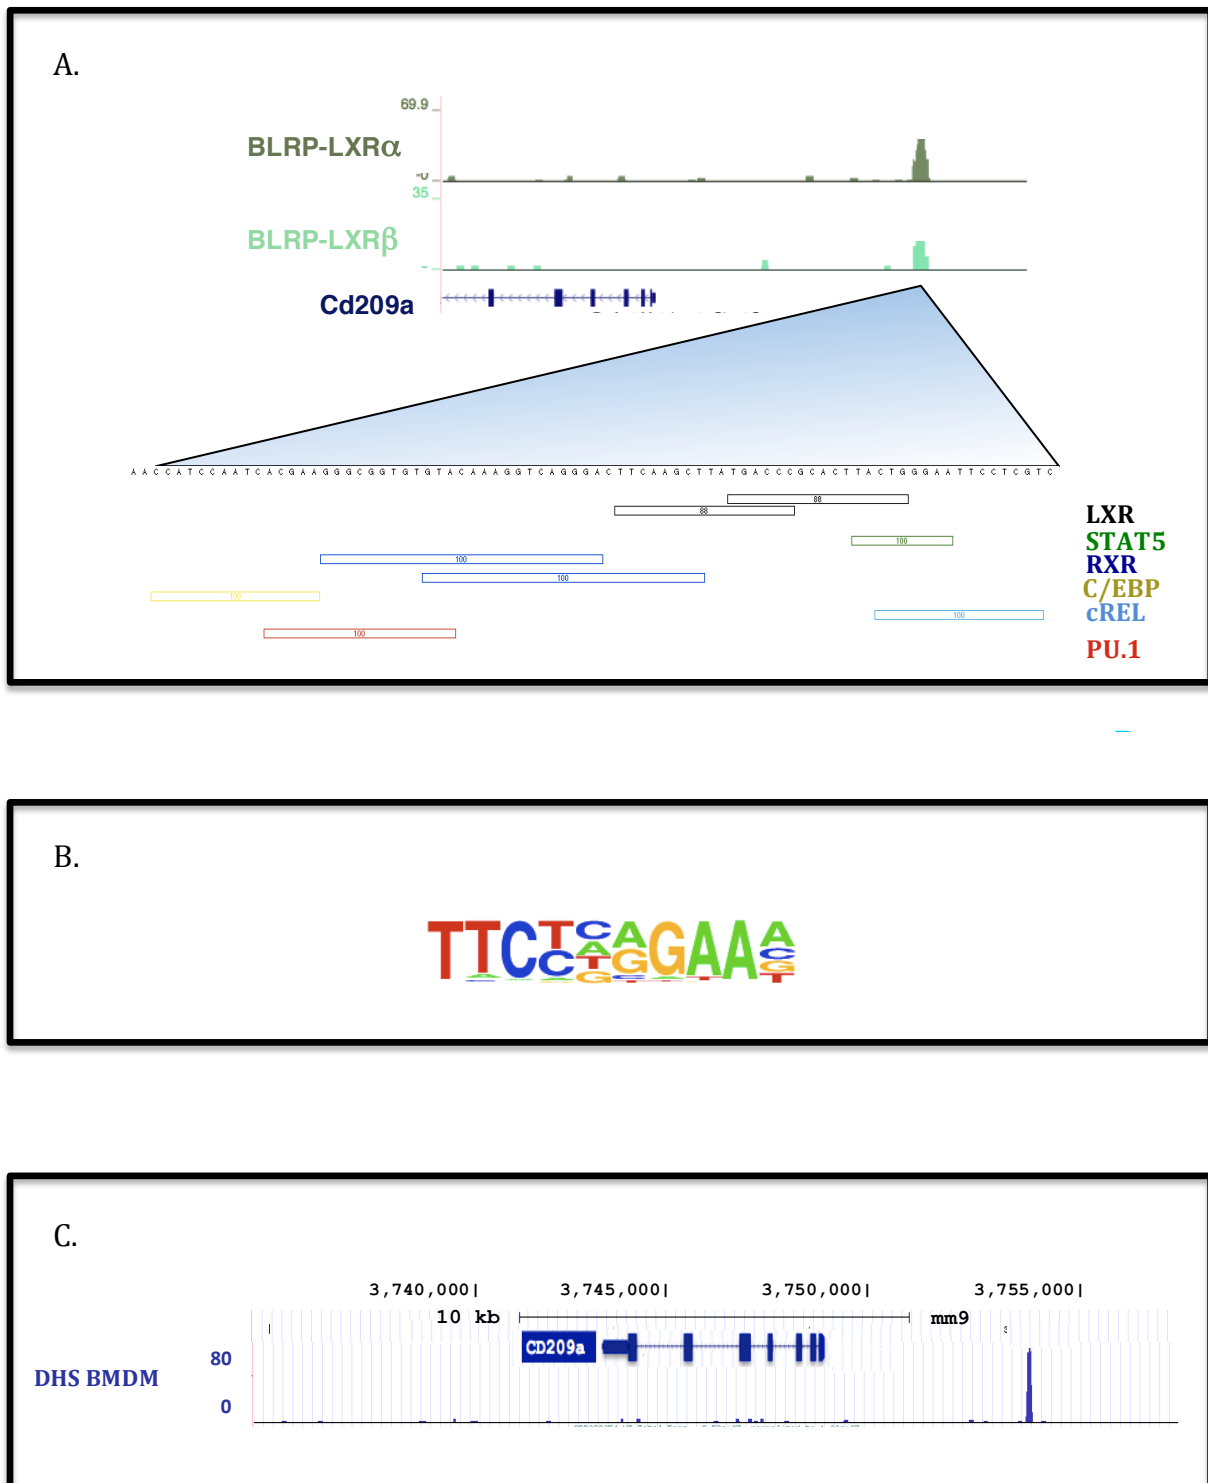 A.
69.9
BLRP-LXRα
35
BLRP-LXRβ
Cd209a
A A C C A T C C A A T C A C G A A G G G C G G T G T G T A C A A A G G T C A G G G A C T T C A A G C T T A T G A C C C G C A C T T A C T G G G A A T T C C T C G T C
88
88
LXR
100
STAT5
100
RXR
100
C/EBP
100
100
cREL
100
PU.1
B.
TTCCTCAGAAA
C.
3,740,000|
3,745,000|
3,750,000|
3,755,000|
10 kb
mm9
CD209a
80
DHS BMDM
0